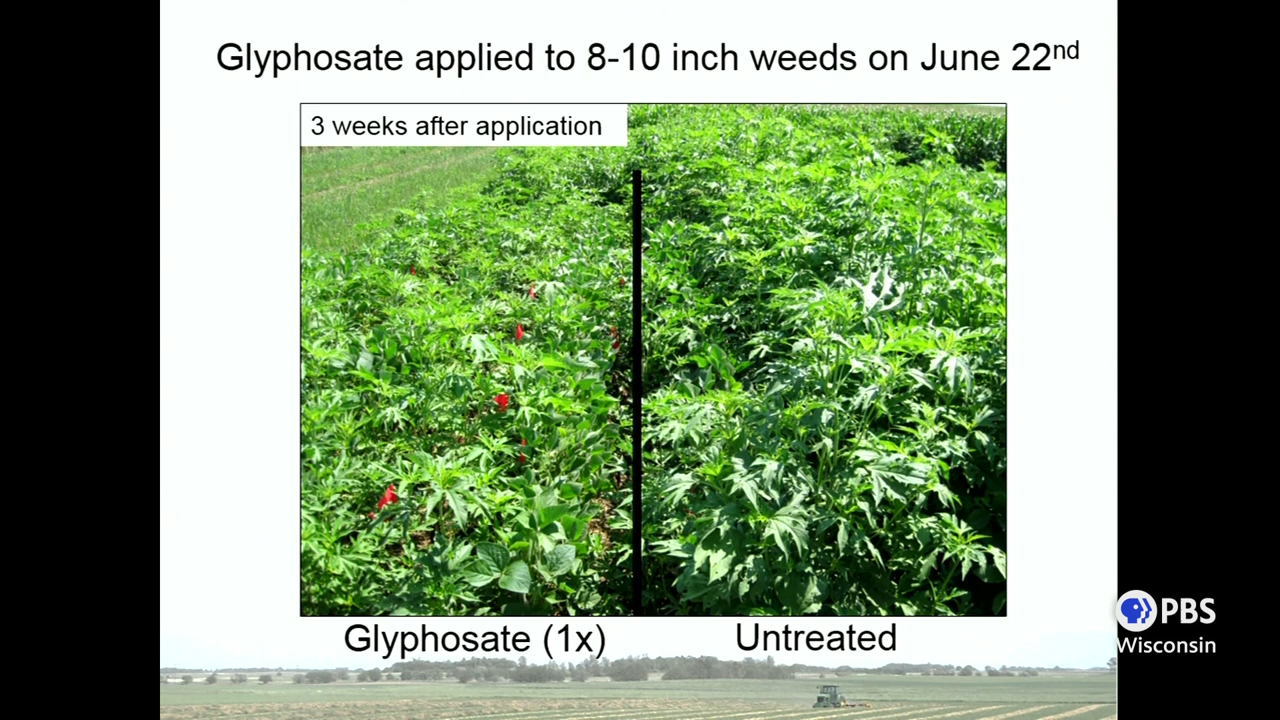 Glyphosate applied to 8-10 inch weeds on June 22nd
3 weeks after application
Glyphosate (1x)
Untreated
PBS
Wisconsin